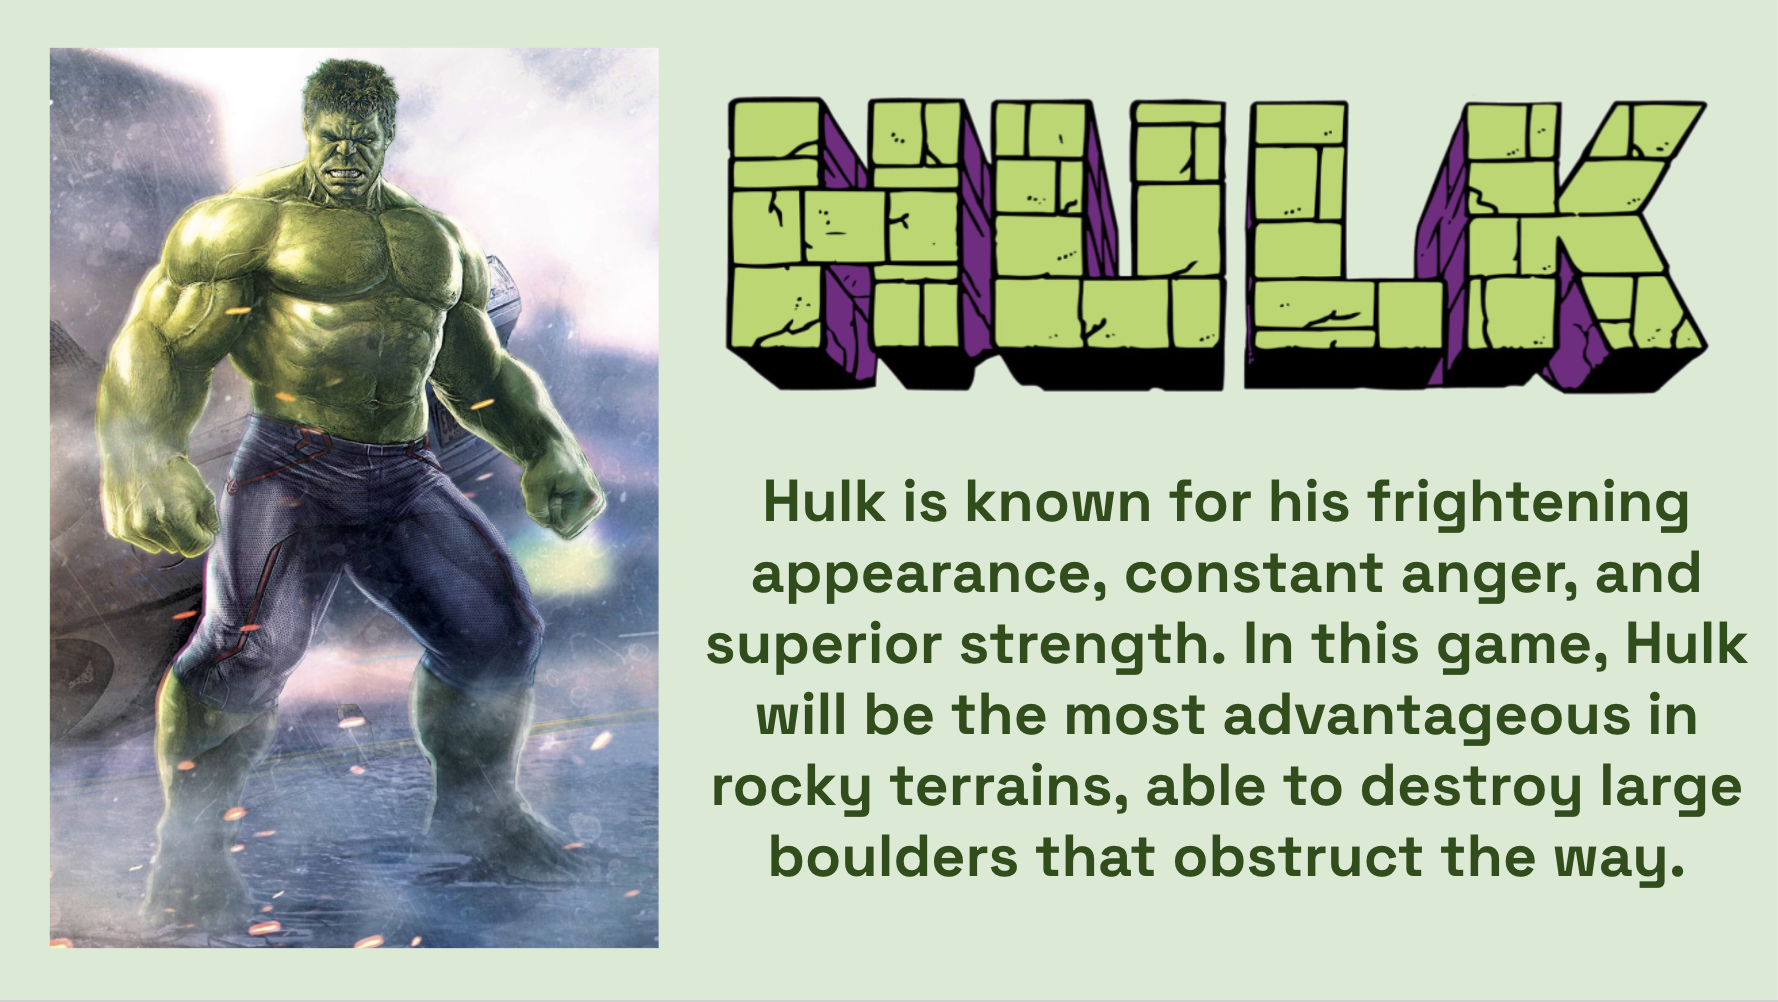 HULK
Hulk is known for his frightening
appearance, constant anger, and
superior strength. In this game, Hulk
will be the most advantageous in
rocky terrains, able to destroy large
boulders that obstruct the way.